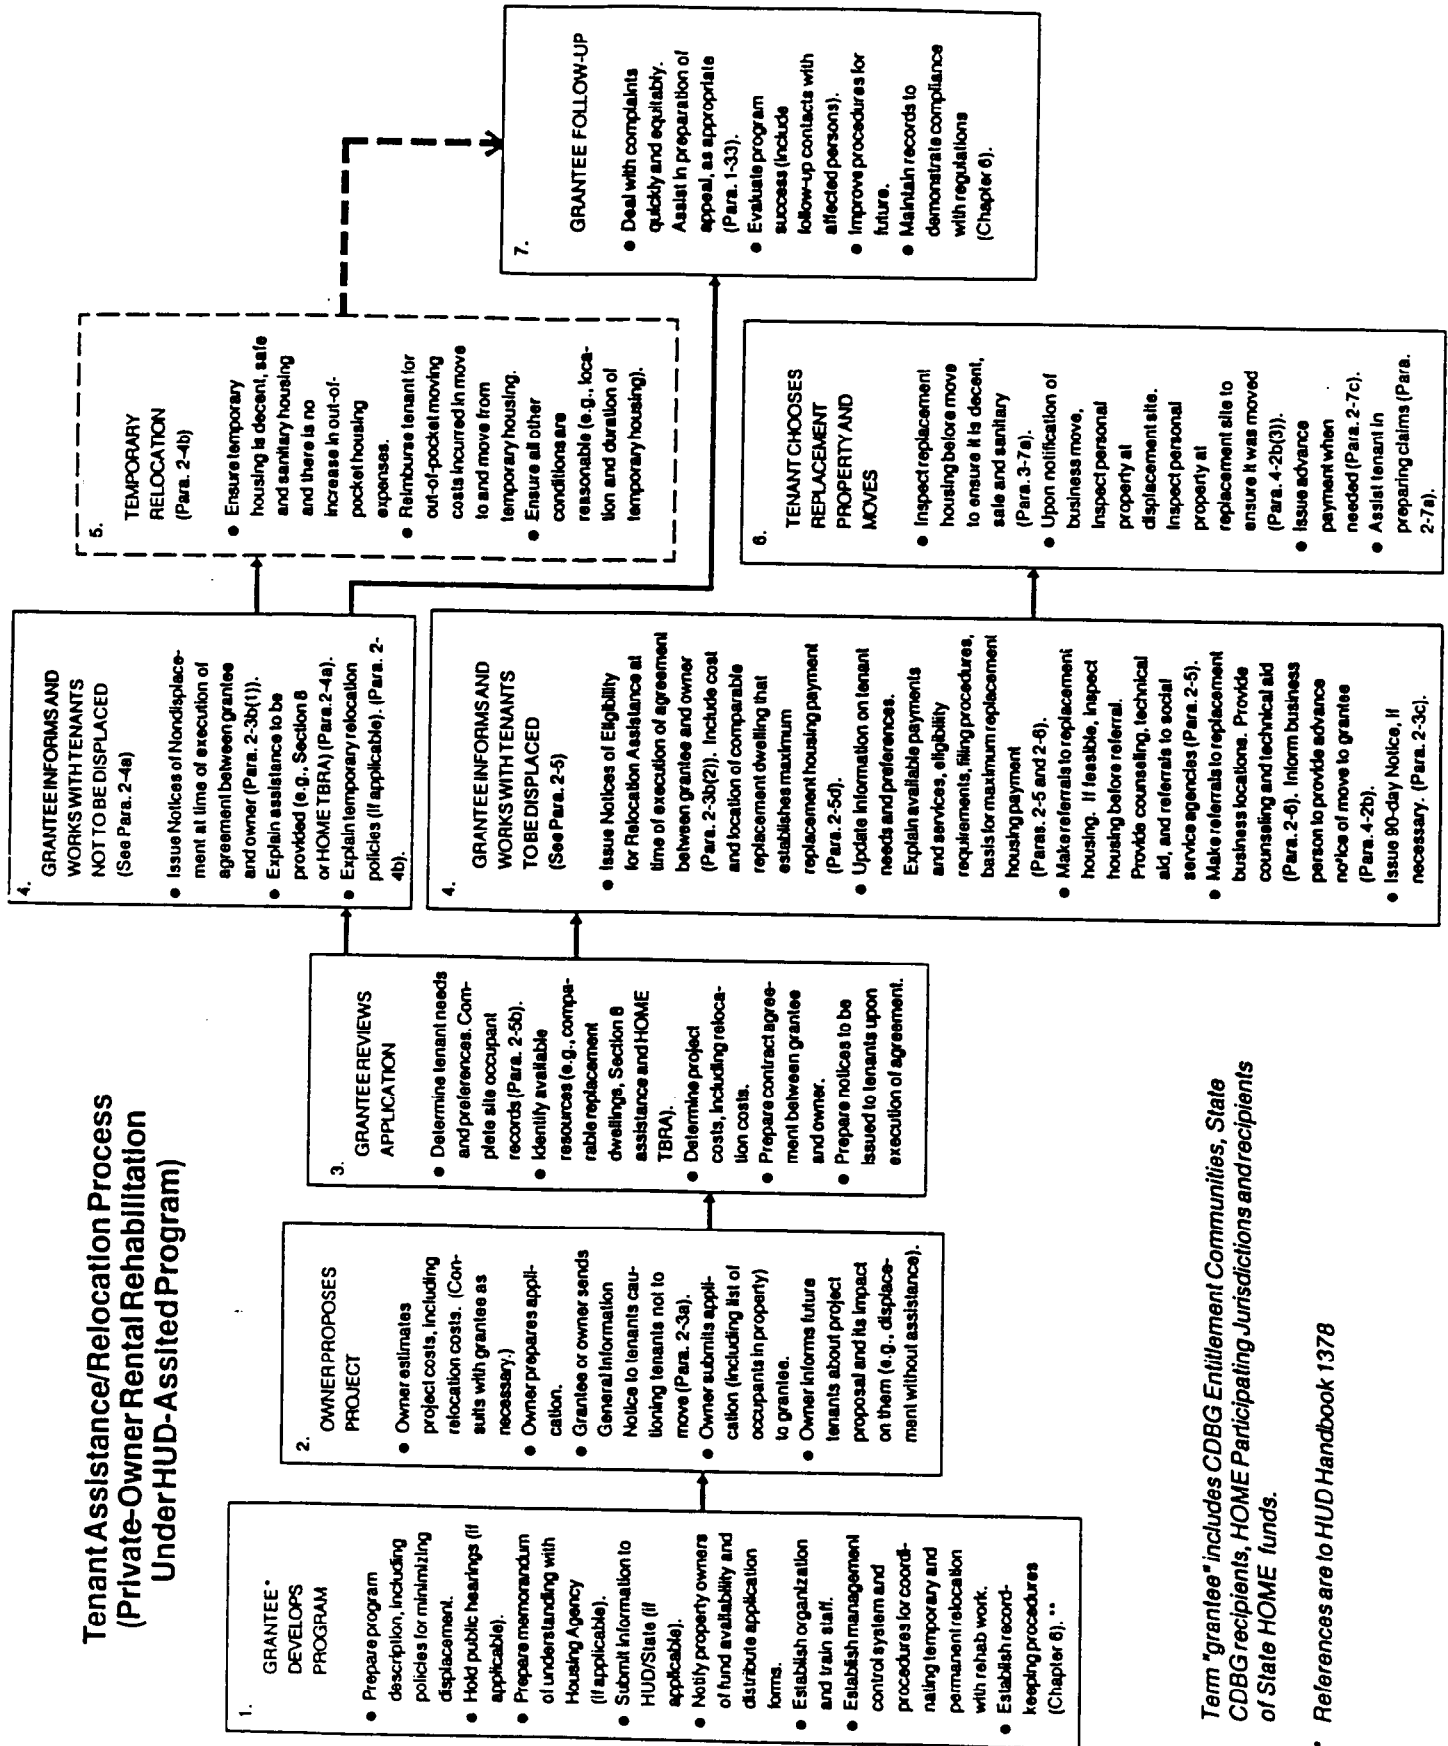 Tenant Assistance/Relocation Process
(Private-Owner Rental Rehabilitation
Under HUD-Assited Program)
1.
GRANTEE*
DEVELOPS
PROGRAM
● Prepare program
description, including
policies for minimizing
displacement.
● Hold public hearings (if
applicable).
● Prepare memorandum
of understanding with
Housing Agency
(if applicable).
● Submit information to
HUD/State (if
applicable).
● Notify property owners
of fund availability and
distribute application
forms.
● Establish organization
and train staff.
● Establish management
control system and
procedures for coordi-
nating temporary and
permanent relocation
with rehab work.
● Establish record-
keeping procedures
(Chapter 6). **
2.
OWNER PROPOSES
PROJECT
● Owner estimates
project costs, including
relocation costs. (Con-
sults with grantee as
necessary.)
● Owner prepares appli-
cation.
● Grantee or owner sends
General Information
Notice to tenants cau-
tioning tenants not to
move (Para. 2-3a).
● Owner submits appli-
cation (including list of
occupants in property)
to grantee.
● Owner informs future
tenants about project
proposal and its impact
on them (e.g., displace-
ment without assistance).
3.
GRANTEE REVIEWS
APPLICATION
● Determine tenant needs
and preferences. Com-
plete site occupant
records (Para. 2-5b).
● Identify available
resources (e.g., compa-
rable replacement
dwellings, Section 8
assistance and HOME
TBRA).
● Determine project
costs, including reloca-
tion costs.
● Prepare contract agree-
ment between grantee
and owner.
● Prepare notices to be
issued to tenants upon
execution of agreement.
4.
GRANTEE INFORMS AND
WORKS WITH TENANTS
NOT TO BE DISPLACED
(See Para. 2-4a)
● Issue Notices of Nondisplace-
ment at time of execution of
agreement between grantee
and owner (Para. 2-3b(1)).
● Explain assistance to be
provided (e.g., Section 8
or HOME TBRA) (Para. 2-4a).
● Explain temporary relocation
policies (if applicable). (Para. 2-
4b).
4.
GRANTEE INFORMS AND
WORKS WITH TENANTS
TO BE DISPLACED
(See Para. 2-5)
● Issue Notices of Eligibility
for Relocation Assistance at
time of execution of agreement
between grantee and owner
(Para. 2-3b(2)). Include cost
and location of comparable
replacement dwelling that
establishes maximum
replacement housing payment
(Para. 2-5d).
● Update information on tenant
needs and preferences.
Explain available payments
and services, eligibility
requirements, filing procedures,
basis for maximum replacement
housing payment
(Paras. 2-5 and 2-6).
● Make referrals to replacement
housing. If feasible, inspect
housing before referral.
Provide counseling, technical
aid, and referrals to social
service agencies (Para. 2-5).
● Make referrals to replacement
business locations. Provide
counseling and technical aid
(Para. 2-6). Inform business
person to provide advance
notice of move to grantee
(Para. 4-2b).
● Issue 90-day Notice, if
necessary. (Para. 2-3c).
5.
TEMPORARY
RELOCATION
(Para. 2-4b)
● Ensure temporary
housing is decent, safe
and sanitary housing
and there is no
increase in out-of-
pocket housing
expenses.
● Reimburse tenant for
out-of-pocket moving
costs incurred in move
to and move from
temporary housing.
● Ensure all other
conditions are
reasonable (e.g., loca-
tion and duration of
temporary housing).
6.
TENANT CHOOSES
REPLACEMENT
PROPERTY AND
MOVES
● Inspect replacement
housing before move
to ensure it is decent,
safe and sanitary
(Para. 3-7a).
● Upon notification of
business move,
inspect personal
property at
displacement site.
Inspect personal
property at
replacement site to
ensure it was moved
(Para. 4-2b(3)).
● Issue advance
payment when
needed (Para. 2-7c).
● Assist tenant in
preparing claims (Para.
2-7a).
7.
GRANTEE FOLLOW-UP
● Deal with complaints
quickly and equitably.
Assist in preparation of
appeal, as appropriate
(Para. 1-33).
● Evaluate program
success (include
follow-up contacts with
affected persons).
● Improve procedures for
future.
● Maintain records to
demonstrate compliance
with regulations
(Chapter 6).
Term "grantee" includes CDBG Entitlement Communities, State
CDBG recipients, HOME Participating Jurisdictions and recipients
of State HOME funds.
* References are to HUD Handbook 1378